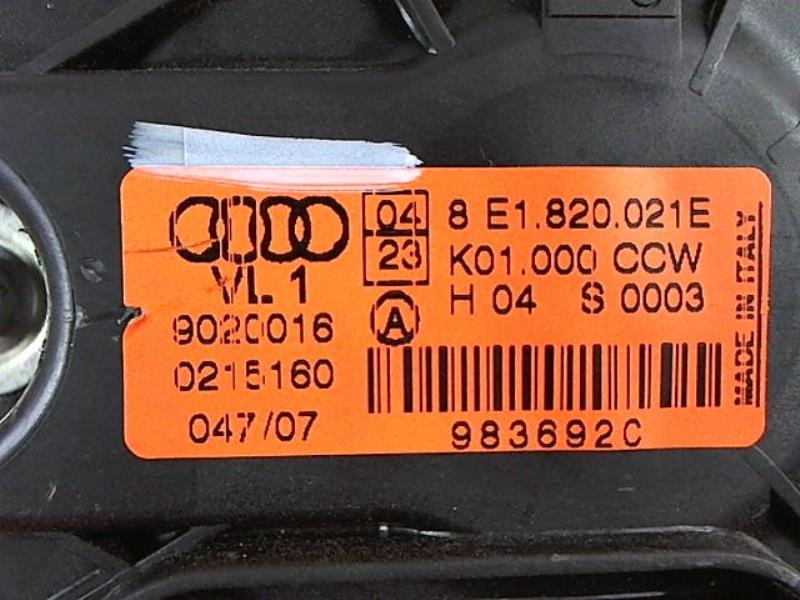 VL 1
9020016
0215160
047/07
04
23
A
8 E1.820.021E
K01.000 CCW
H 04 S 0003
983692C
MADE IN ITALY